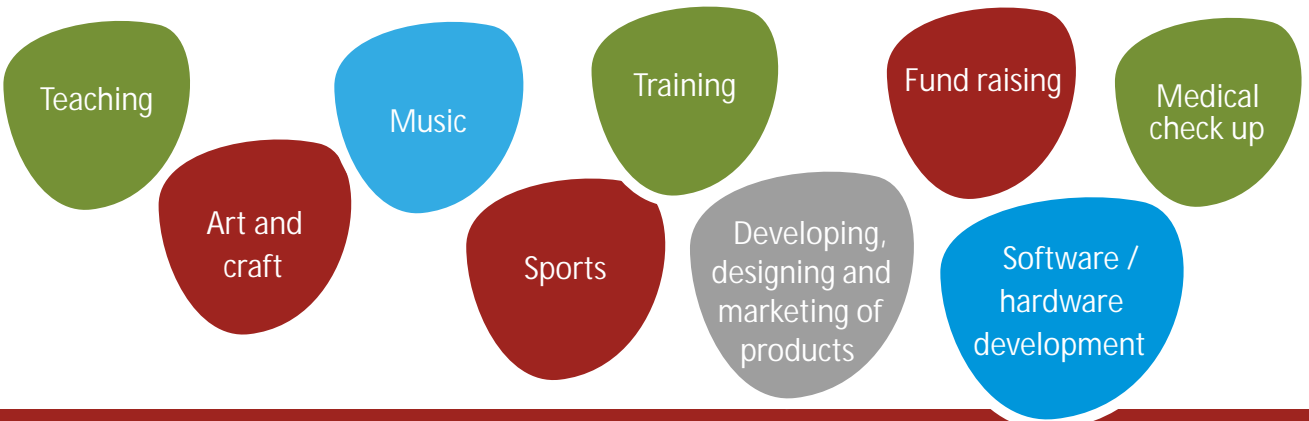 Teaching
Art and
craft
Music
Sports
Training
Developing,
designing and
marketing of
products
Fund raising
Software /
hardware
development
Medical
check up